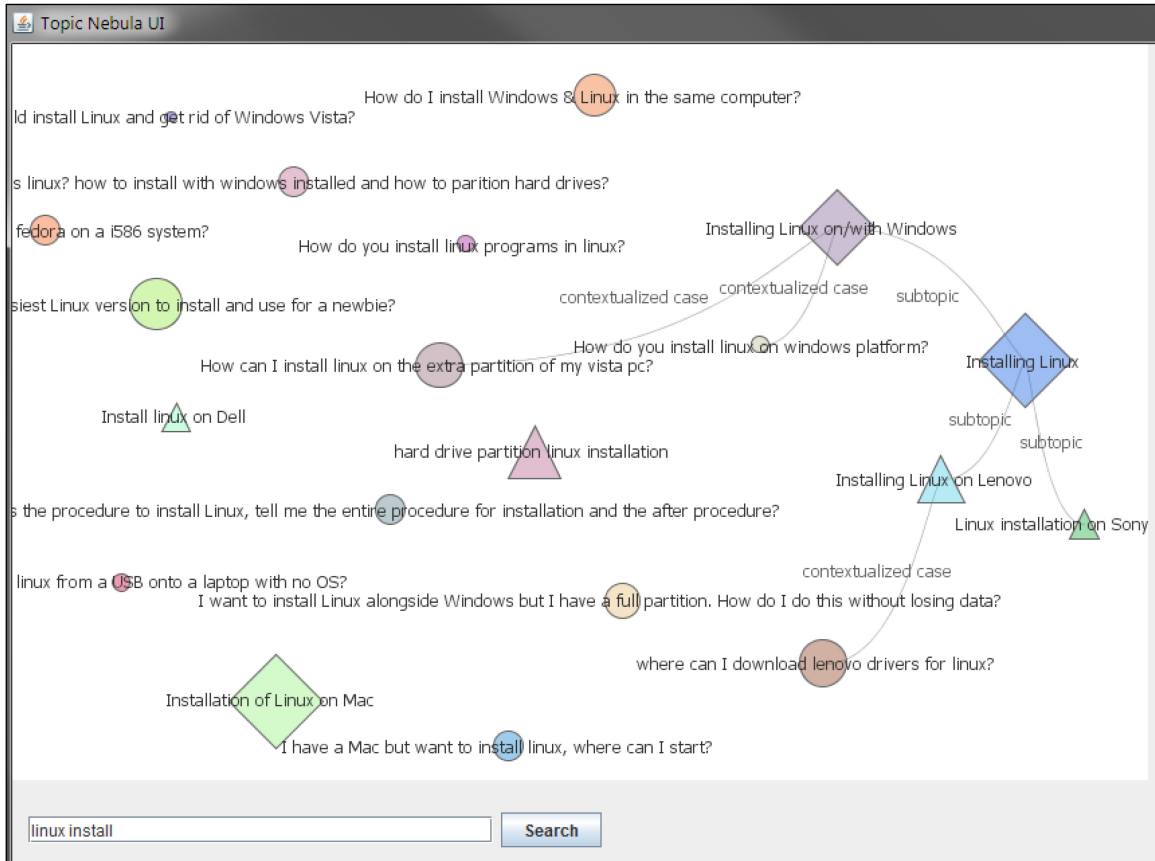 Topic Nebula UI
How do I install Windows & Linux in the same computer?
ld install Linux and get rid of Windows Vista?
s linux? how to install with windows installed and how to parition hard drives?
fedora on a i586 system?
Installing Linux on/with Windows
How do you install linux programs in linux?
contextualized case
contextualized case
subtopic
siest Linux version to install and use for a newbie?
How do you install linux on windows platform?
How can I install linux on the extra partition of my vista pc?
Installing Linux
Install linux on Dell
subtopic
subtopic
hard drive partition linux installation
Installing Linux on Lenovo
s the procedure to install Linux, tell me the entire procedure for installation and the after procedure?
Linux installation on Sony
contextualized case
linux from a USB onto a laptop with no OS?
I want to install Linux alongside Windows but I have a full partition. How do I do this without losing data?
where can I download lenovo drivers for linux?
Installation of Linux on Mac
I have a Mac but want to install linux, where can I start?
linux install
Search